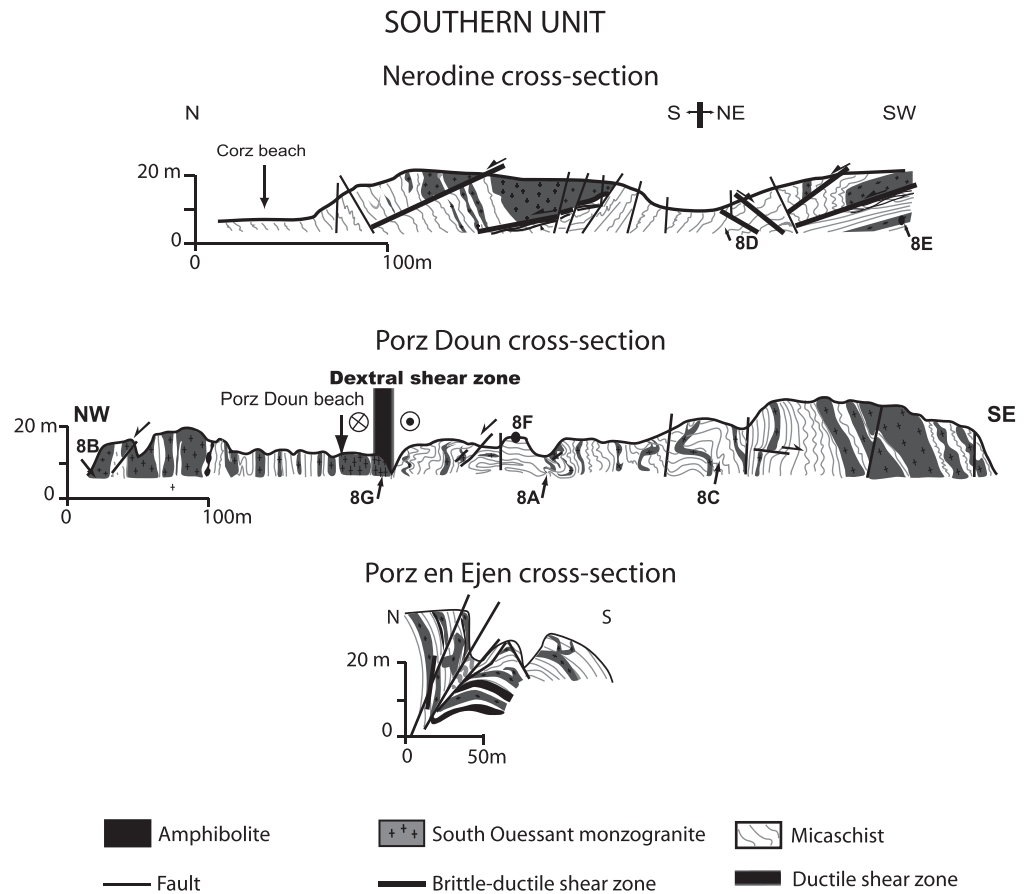 SOUTHERN UNIT
Nerodine cross-section
N
S NE
SW
Corz beach
20 m
0
8D
8E
0
100m
Porz Doun cross-section
Dextral shear zone
Porz Doun beach
NW
8F
SE
20 m
8B
0
8G
8A
8C
0
100m
Porz en Ejen cross-section
N
S
20 m
0
0
50m
Amphibolite
South Ouessant monzogranite
Micaschist
Fault
Brittle-ductile shear zone
Ductile shear zone